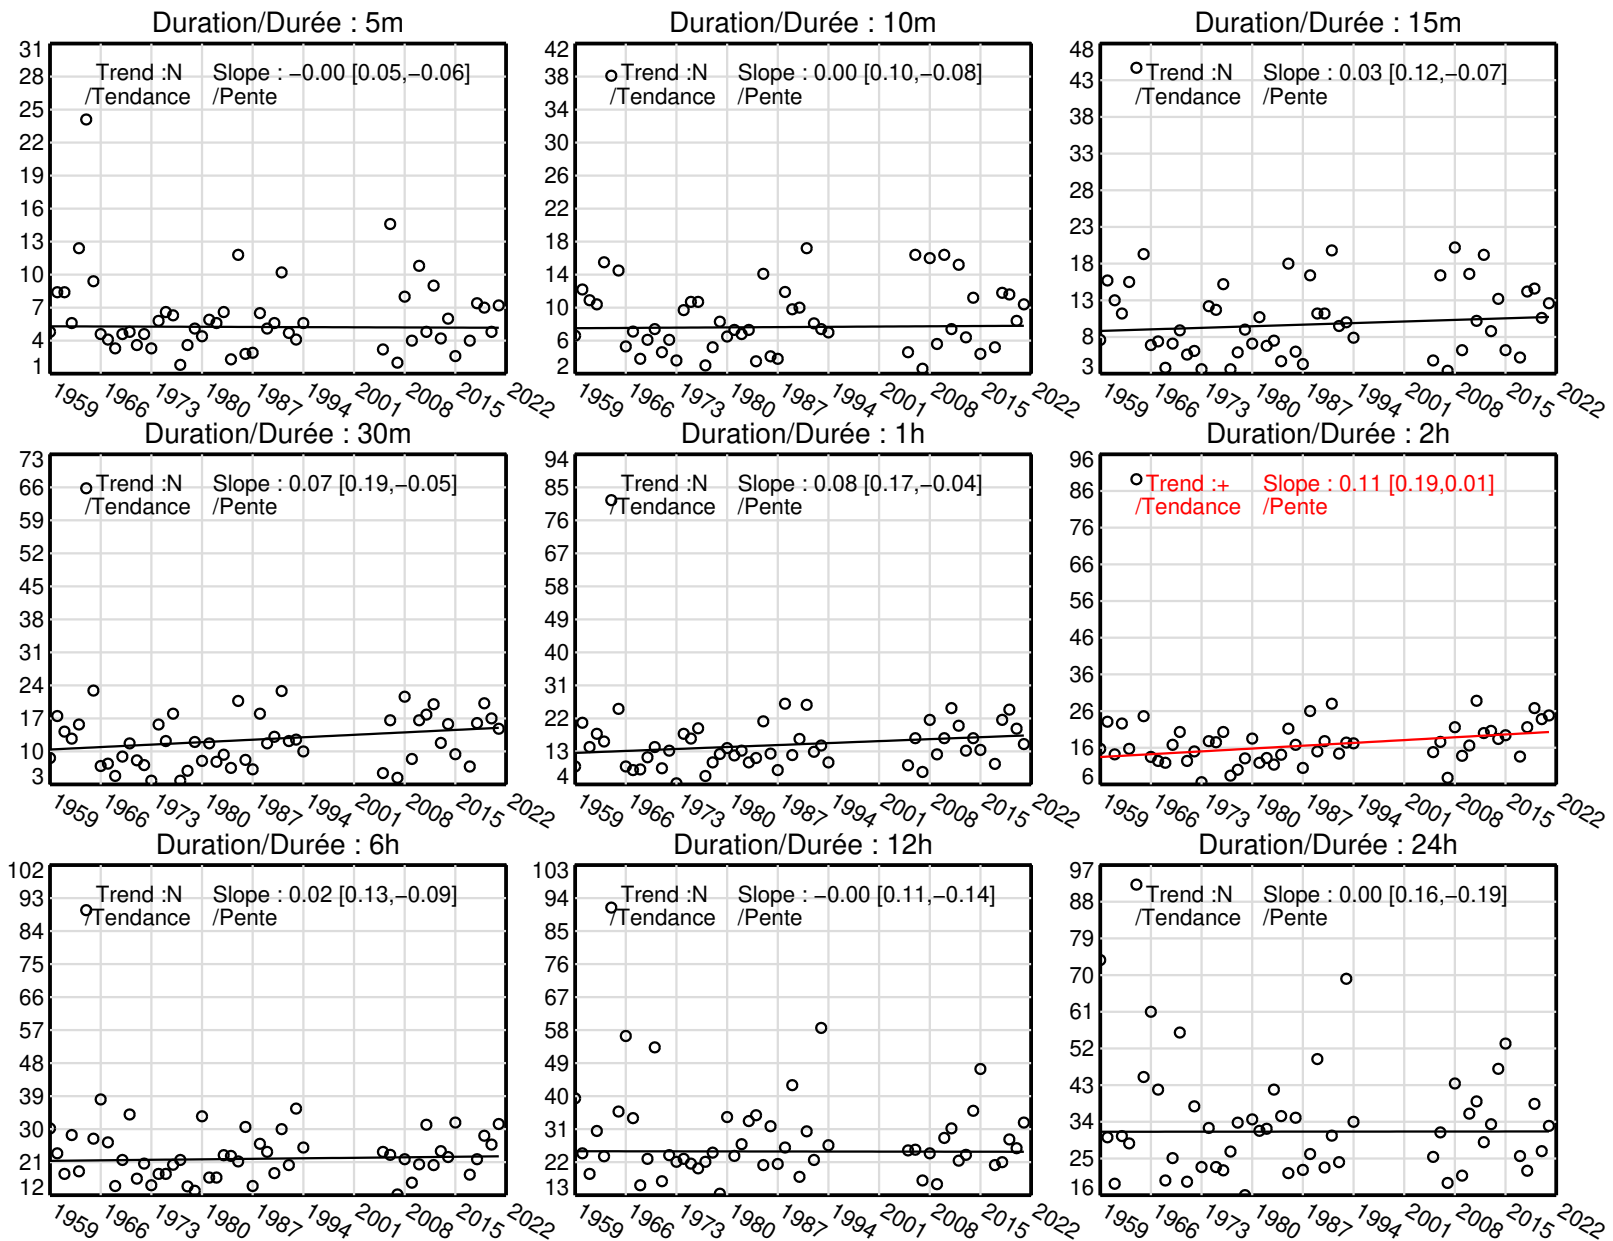 Duration/Durée : 5m
31
28
25
22
19
16
13
10
7
4
1
Trend :N Slope : −0.00 [0.05,−0.06]
/Tendance /Pente
1959 1966 1973 1980 1987 1994 2001 2008 2015 2022
Duration/Durée : 10m
42
38
34
30
26
22
18
14
10
6
2
Trend :N Slope : 0.00 [0.10,−0.08]
/Tendance /Pente
1959 1966 1973 1980 1987 1994 2001 2008 2015 2022
Duration/Durée : 15m
48
43
38
33
28
23
18
13
8
3
Trend :N Slope : 0.03 [0.12,−0.07]
/Tendance /Pente
1959 1966 1973 1980 1987 1994 2001 2008 2015 2022
Duration/Durée : 30m
73
66
59
52
45
38
31
24
17
10
3
Trend :N Slope : 0.07 [0.19,−0.05]
/Tendance /Pente
1959 1966 1973 1980 1987 1994 2001 2008 2015 2022
Duration/Durée : 1h
94
85
76
67
58
49
40
31
22
13
4
Trend :N Slope : 0.08 [0.17,−0.04]
/Tendance /Pente
1959 1966 1973 1980 1987 1994 2001 2008 2015 2022
Duration/Durée : 2h
96
86
76
66
56
46
36
26
16
6
Trend :+ Slope : 0.11 [0.19,0.01]
/Tendance /Pente
1959 1966 1973 1980 1987 1994 2001 2008 2015 2022
Duration/Durée : 6h
102
93
84
75
66
57
48
39
30
21
12
Trend :N Slope : 0.02 [0.13,−0.09]
/Tendance /Pente
1959 1966 1973 1980 1987 1994 2001 2008 2015 2022
Duration/Durée : 12h
103
94
85
76
67
58
49
40
31
22
13
Trend :N Slope : −0.00 [0.11,−0.14]
/Tendance /Pente
1959 1966 1973 1980 1987 1994 2001 2008 2015 2022
Duration/Durée : 24h
97
88
79
70
61
52
43
34
25
16
Trend :N Slope : 0.00 [0.16,−0.19]
/Tendance /Pente
1959 1966 1973 1980 1987 1994 2001 2008 2015 2022